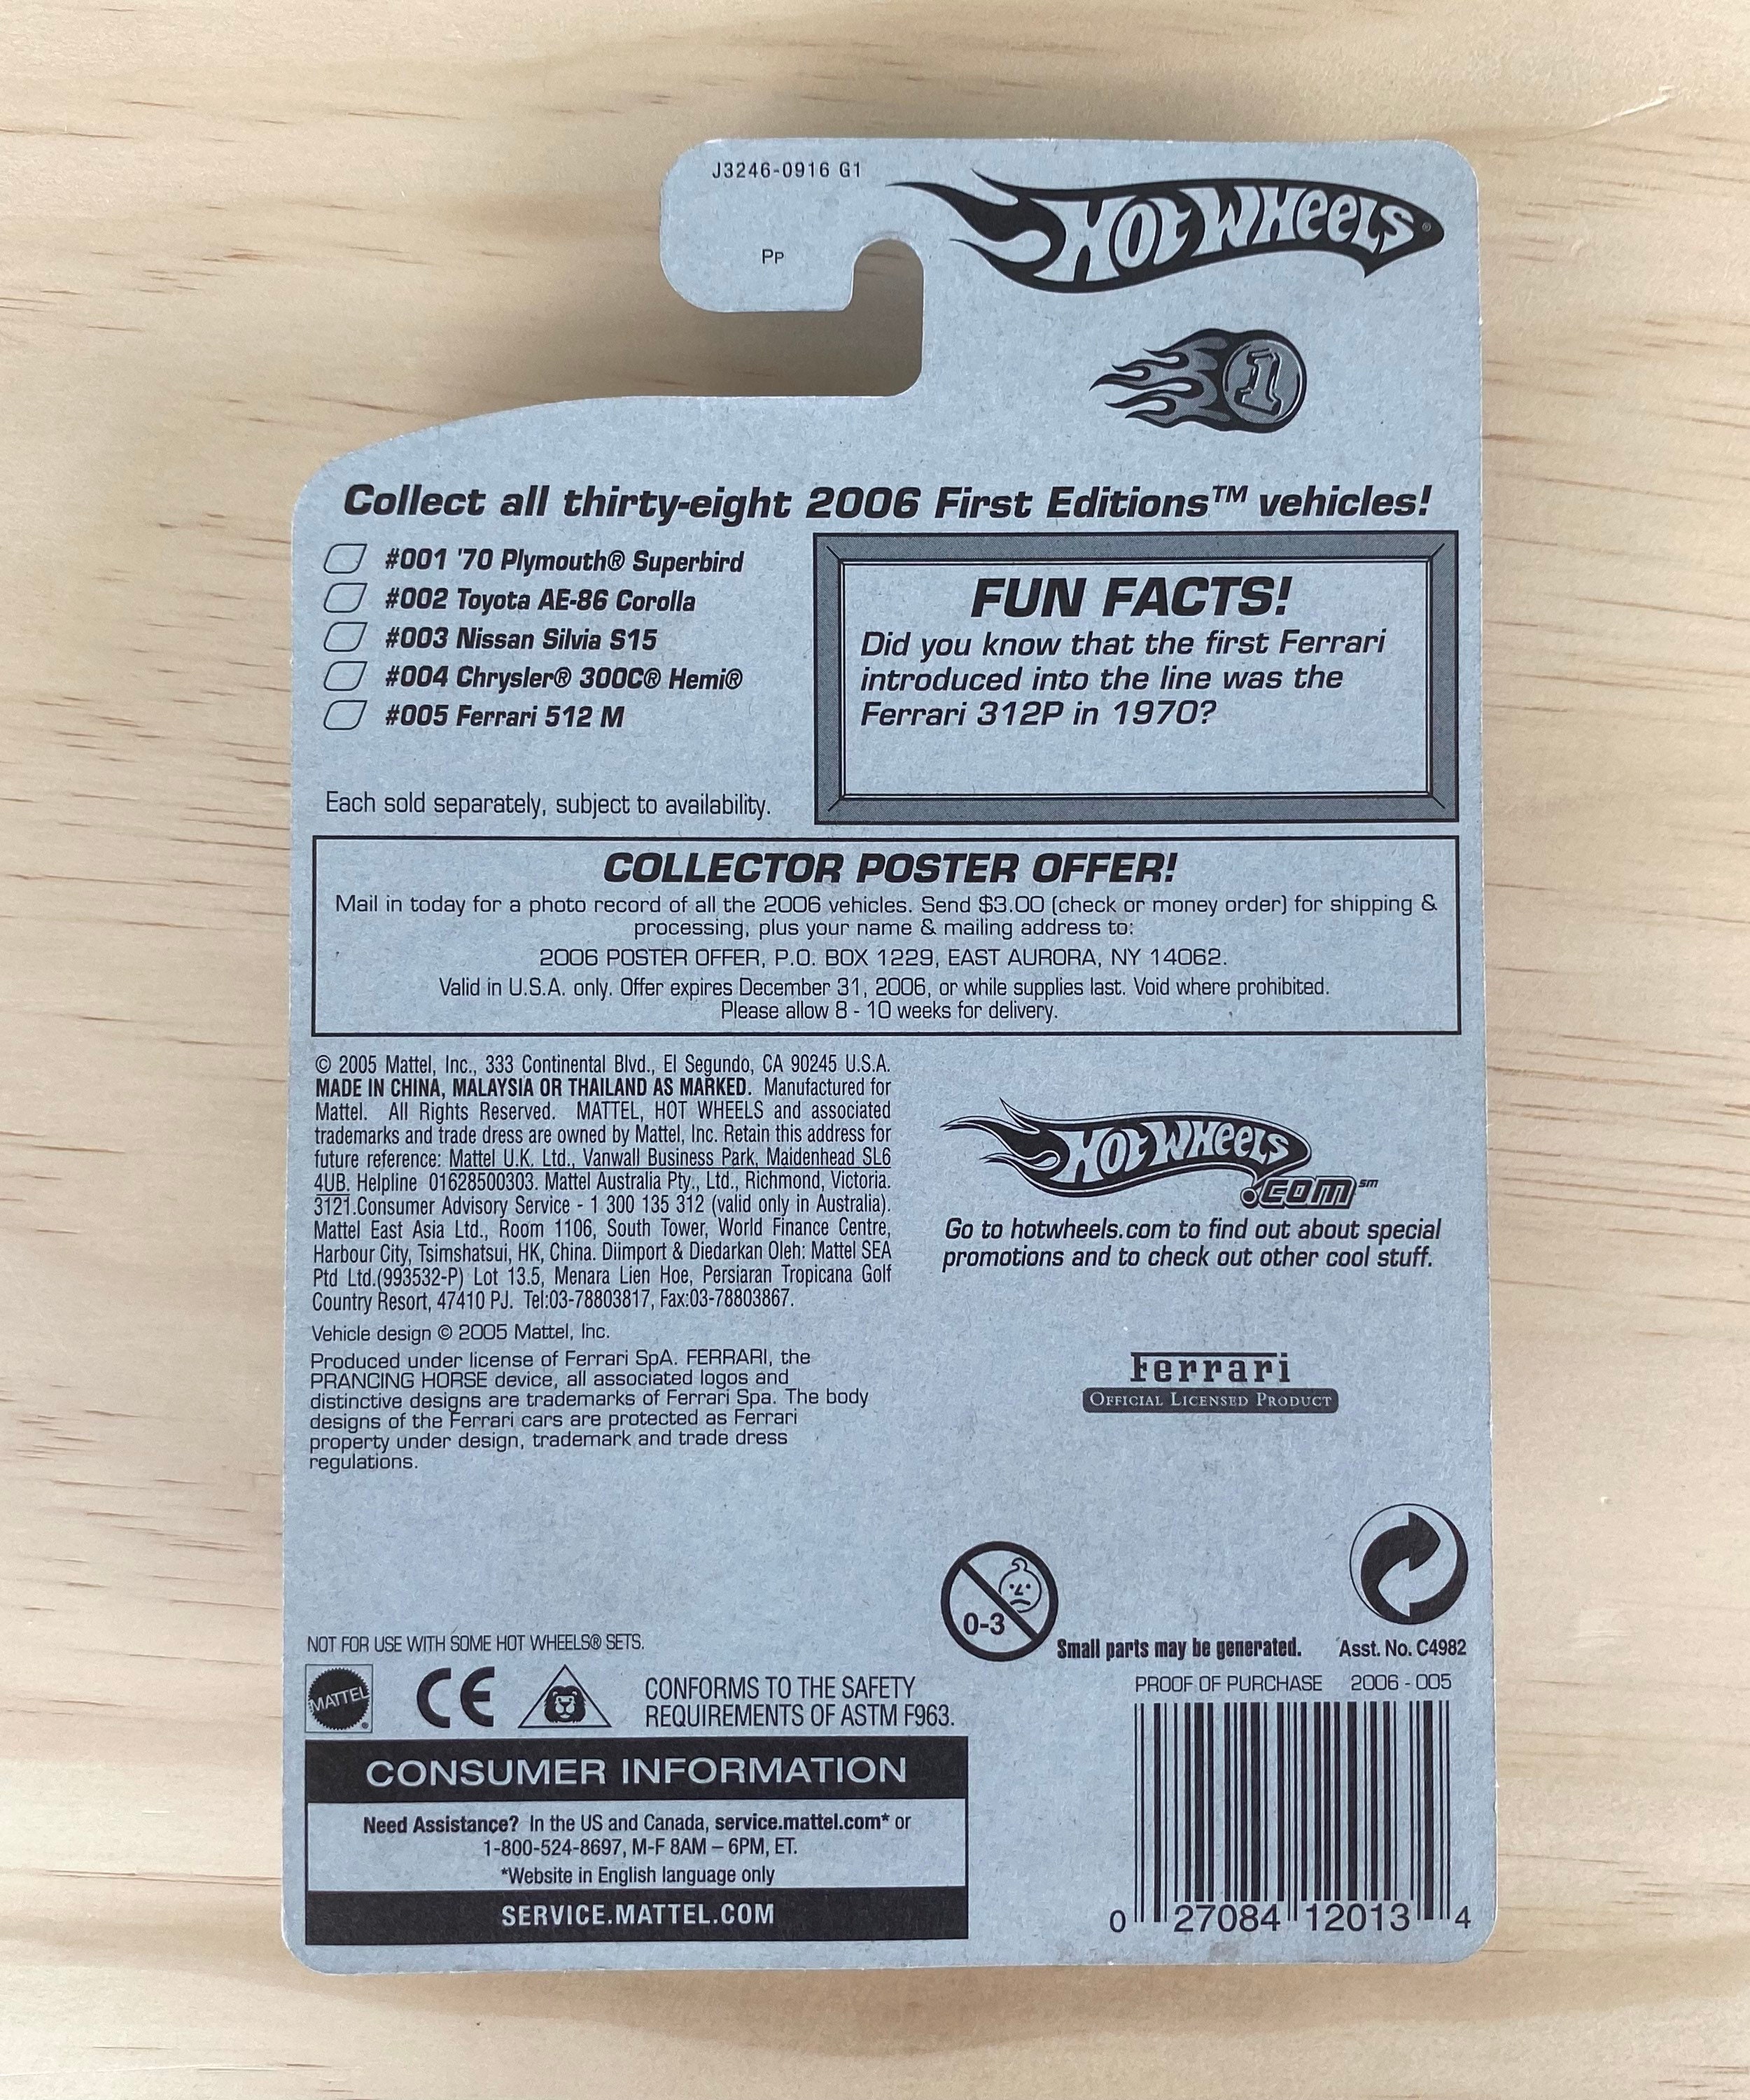 J3246-0916 G1
PP
HOT WHEELS®
1
Collect all thirty-eight 2006 First Editions™ vehicles!
#001 '70 Plymouth® Superbird
#002 Toyota AE-86 Corolla
#003 Nissan Silvia S15
#004 Chrysler® 300C® Hemi®
#005 Ferrari 512 M
Each sold separately, subject to availability.
FUN FACTS!
Did you know that the first Ferrari
introduced into the line was the
Ferrari 312P in 1970?
COLLECTOR POSTER OFFER!
Mail in today for a photo record of all the 2006 vehicles. Send $3.00 (check or money order) for shipping &
processing, plus your name & mailing address to:
2006 POSTER OFFER, P.O. BOX 1229, EAST AURORA, NY 14062.
Valid in U.S.A. only. Offer expires December 31, 2006, or while supplies last. Void where prohibited.
Please allow 8 - 10 weeks for delivery.
© 2005 Mattel, Inc., 333 Continental Blvd., El Segundo, CA 90245 U.S.A.
MADE IN CHINA, MALAYSIA OR THAILAND AS MARKED. Manufactured for
Mattel. All Rights Reserved. MATTEL, HOT WHEELS and associated
trademarks and trade dress are owned by Mattel, Inc. Retain this address for
future reference: Mattel U.K. Ltd., Vanwall Business Park, Maidenhead SL6
4UB. Helpline 01628500303. Mattel Australia Pty., Ltd., Richmond, Victoria.
3121.Consumer Advisory Service - 1 300 135 312 (valid only in Australia).
Mattel East Asia Ltd., Room 1106, South Tower, World Finance Centre,
Harbour City, Tsimshatsui, HK, China. Diimport & Diedarkan Oleh: Mattel SEA
Ptd Ltd.(993532-P) Lot 13.5, Menara Lien Hoe, Persiaran Tropicana Golf
Country Resort, 47410 PJ. Tel:03-78803817, Fax:03-78803867.
Vehicle design © 2005 Mattel, Inc.
Produced under license of Ferrari SpA. FERRARI, the
PRANCING HORSE device, all associated logos and
distinctive designs are trademarks of Ferrari Spa. The body
designs of the Ferrari cars are protected as Ferrari
property under design, trademark and trade dress
regulations.
HOT WHEELS
.COM℠
Go to hotwheels.com to find out about special
promotions and to check out other cool stuff.
Ferrari
OFFICIAL LICENSED PRODUCT
0-3
Small parts may be generated.
Asst. No. C4982
NOT FOR USE WITH SOME HOT WHEELS® SETS.
MATTEL®
CE
CONFORMS TO THE SAFETY
REQUIREMENTS OF ASTM F963.
PROOF OF PURCHASE 2006 - 005
CONSUMER INFORMATION
Need Assistance? In the US and Canada, service.mattel.com* or
1-800-524-8697, M-F 8AM – 6PM, ET.
*Website in English language only
SERVICE.MATTEL.COM
0 27084 12013 4